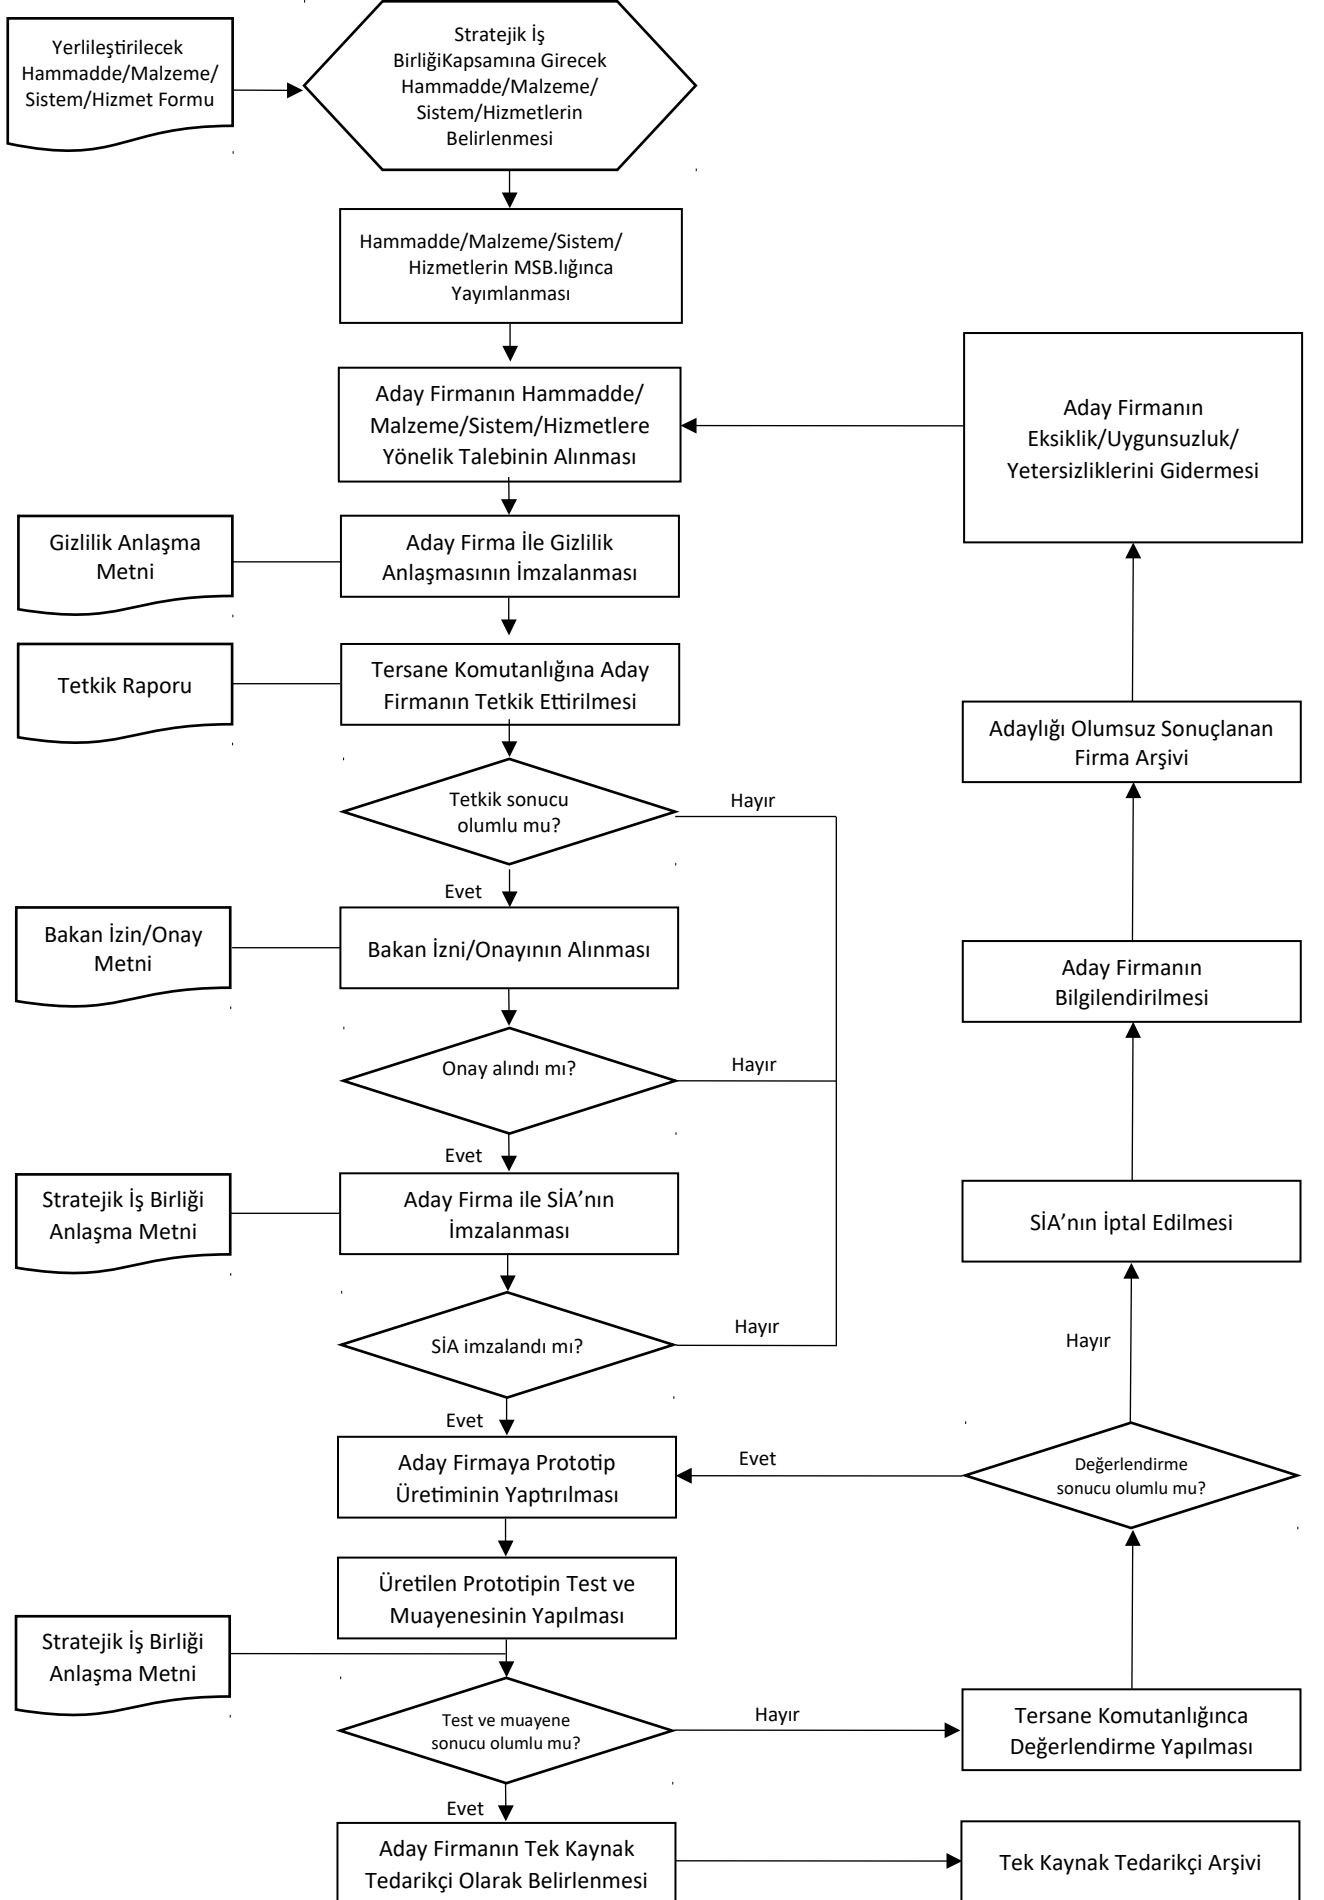 Yerlileştirilecek
Hammadde/Malzeme/
Sistem/Hizmet Formu
Stratejik İş
BirliğiKapsamına Girecek
Hammadde/Malzeme/
Sistem/Hizmetlerin
Belirlenmesi
Hammadde/Malzeme/Sistem/
Hizmetlerin MSB.lığınca
Yayımlanması
Aday Firmanın Hammadde/
Malzeme/Sistem/Hizmetlere
Yönelik Talebinin Alınması
Aday Firmanın
Eksiklik/Uygunsuzluk/
Yetersizliklerini Gidermesi
Gizlilik Anlaşma
Metni
Aday Firma İle Gizlilik
Anlaşmasının İmzalanması
Tetkik Raporu
Tersane Komutanlığına Aday
Firmanın Tetkik Ettirilmesi
Adaylığı Olumsuz Sonuçlanan
Firma Arşivi
Tetkik sonucu
olumlu mu?
Hayır
Evet
Bakan İzin/Onay
Metni
Bakan İzni/Onayının Alınması
Aday Firmanın
Bilgilendirilmesi
Onay alındı mı?
Hayır
Evet
Stratejik İş Birliği
Anlaşma Metni
Aday Firma ile SİA’nın
İmzalanması
SİA’nın İptal Edilmesi
SİA imzalandı mı?
Hayır
Hayır
Evet
Aday Firmaya Prototip
Üretiminin Yaptırılması
Evet
Değerlendirme
sonucu olumlu mu?
Üretilen Prototipin Test ve
Muayenesinin Yapılması
Stratejik İş Birliği
Anlaşma Metni
Test ve muayene
sonucu olumlu mu?
Hayır
Tersane Komutanlığınca
Değerlendirme Yapılması
Evet
Aday Firmanın Tek Kaynak
Tedarikçi Olarak Belirlenmesi
Tek Kaynak Tedarikçi Arşivi